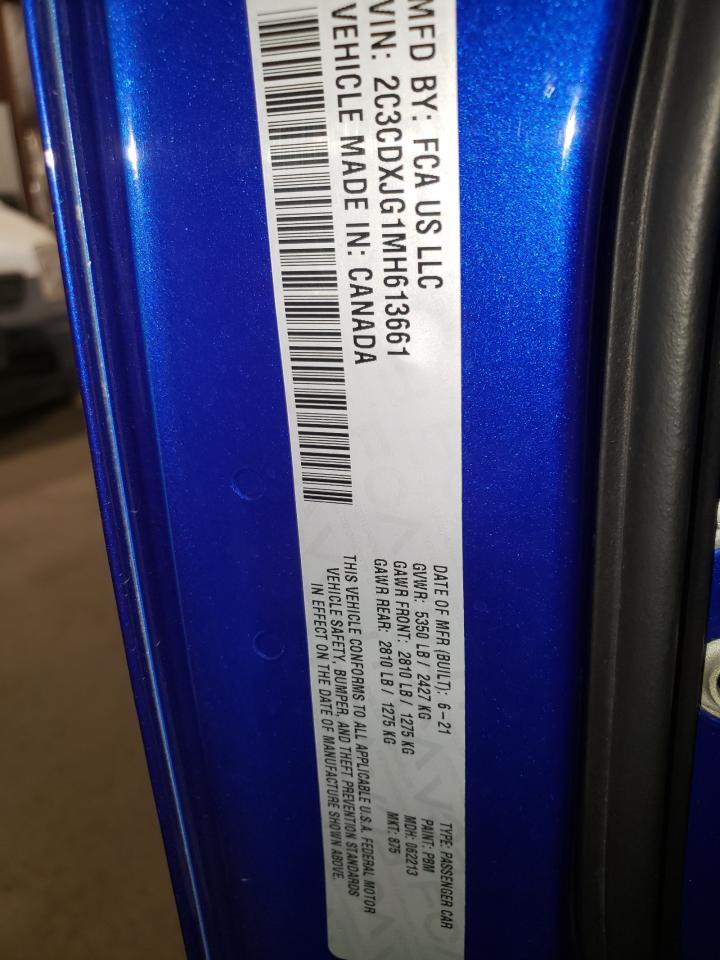 MFD BY: FCA US LLC
VIN: 2C3CDXJG1MH613661
VEHICLE MADE IN: CANADA
DATE OF MFR (BUILT): 6-21
GVWR: 5350 LB / 2427 KG
GAWR FRONT: 2810 LB / 1275 KG
GAWR REAR: 2810 LB / 1275 KG
THIS VEHICLE CONFORMS TO ALL APPLICABLE U.S.A. FEDERAL MOTOR
VEHICLE SAFETY, BUMPER, AND THEFT PREVENTION STANDARDS
IN EFFECT ON THE DATE OF MANUFACTURE SHOWN ABOVE.
TYPE: PASSENGER CAR
PAINT: PBM
MDH: 062213
MKT: 875